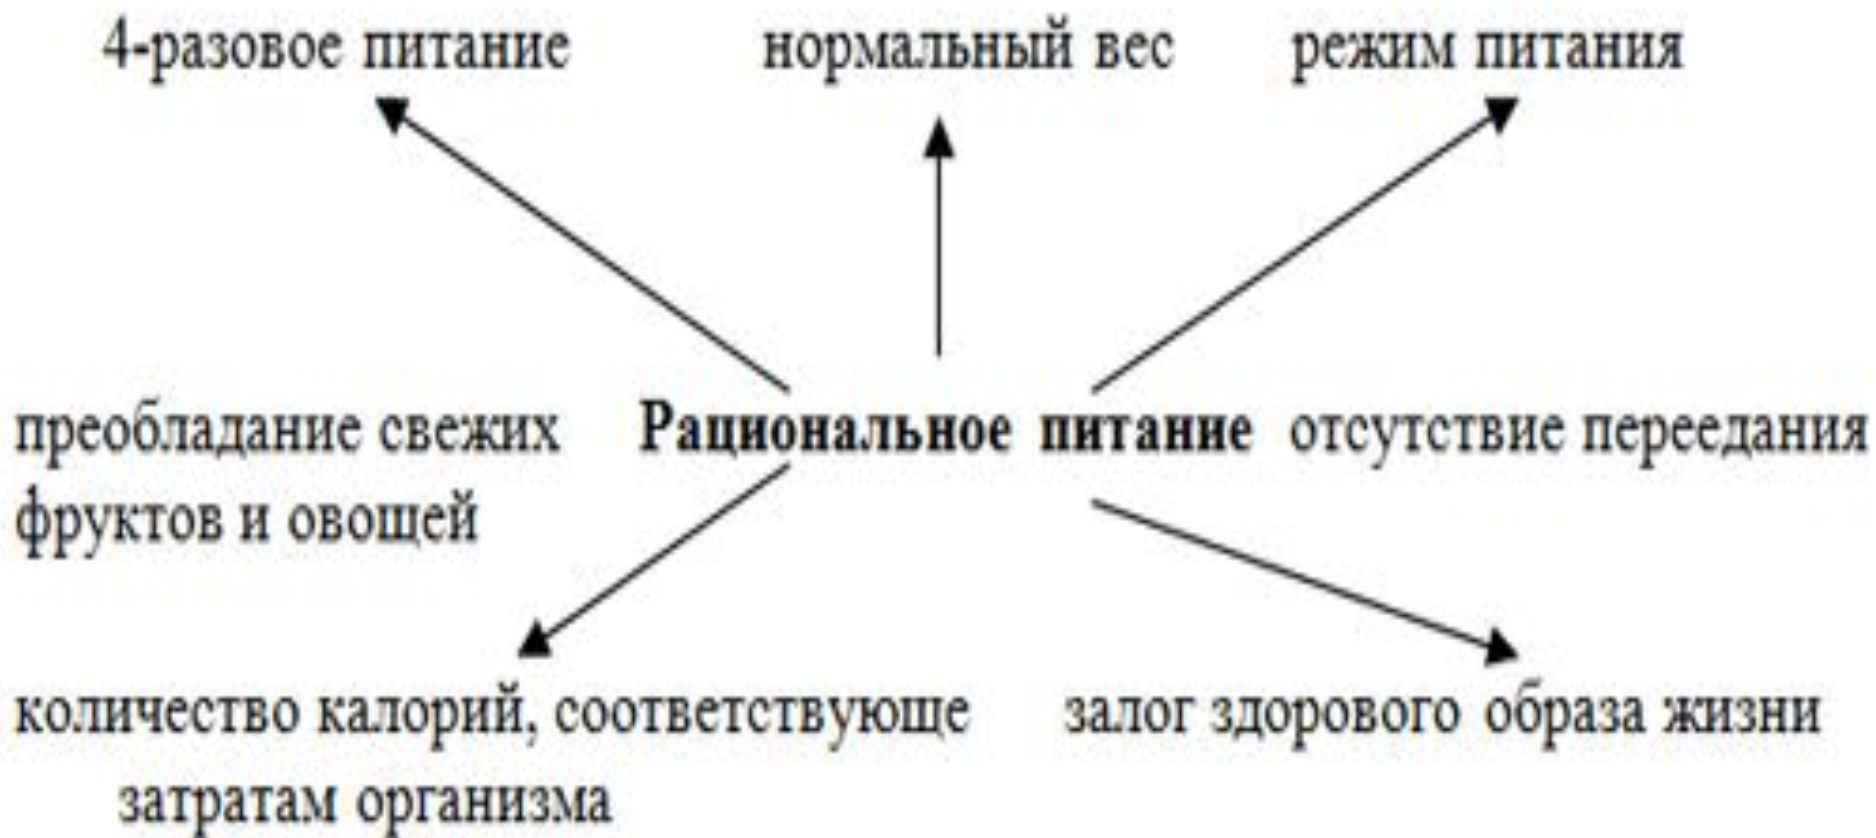 4-разовое питание нормальный вес режим питания
преобладание свежих Рациональное питание отсутствие переедания
фруктов и овощей
количество калорий, соответствующе залог здорового образа жизни
затратам организма